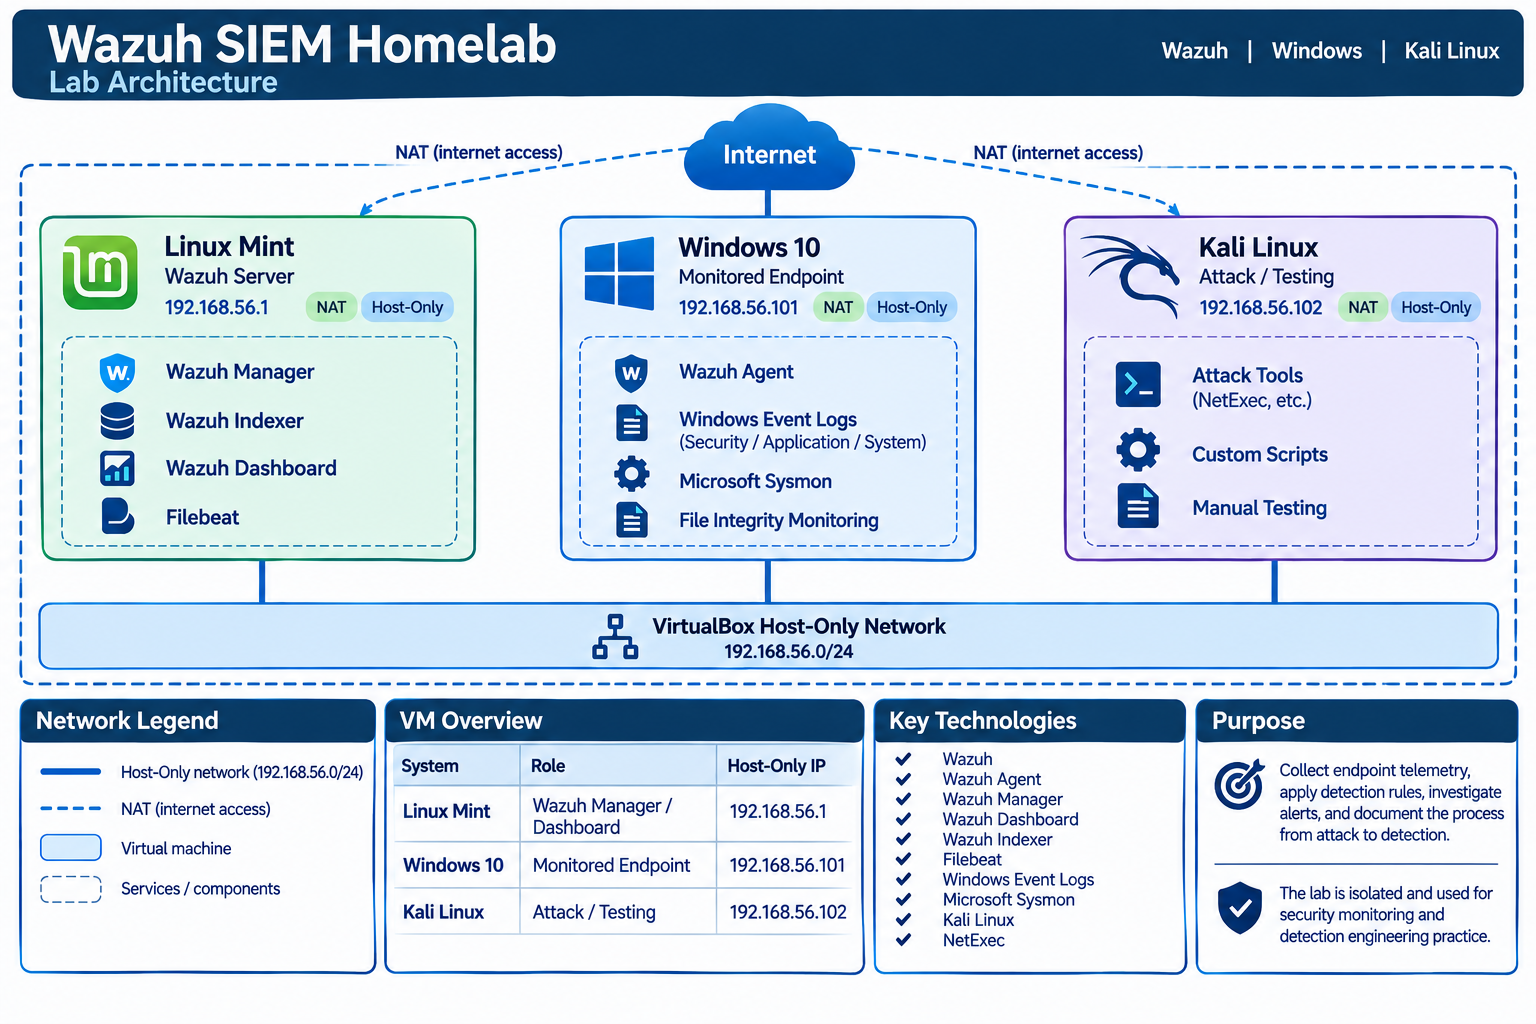 Wazuh SIEM Homelab
Lab Architecture
Wazuh | Windows | Kali Linux
NAT (internet access)
Internet
NAT (internet access)
Linux Mint
Wazuh Server
192.168.56.1
NAT
Host-Only
W.
Wazuh Manager
Wazuh Indexer
Wazuh Dashboard
Filebeat
Windows 10
Monitored Endpoint
192.168.56.101
NAT
Host-Only
W.
Wazuh Agent
Windows Event Logs
(Security / Application / System)
Microsoft Sysmon
File Integrity Monitoring
Kali Linux
Attack / Testing
192.168.56.102
NAT
Host-Only
Attack Tools
(NetExec, etc.)
Custom Scripts
Manual Testing
VirtualBox Host-Only Network
192.168.56.0/24
Network Legend
Host-Only network (192.168.56.0/24)
NAT (internet access)
Virtual machine
Services / components
VM Overview
System Role Host-Only IP
Linux Mint Wazuh Manager / Dashboard 192.168.56.1
Windows 10 Monitored Endpoint 192.168.56.101
Kali Linux Attack / Testing 192.168.56.102
Key Technologies
Wazuh
Wazuh Agent
Wazuh Manager
Wazuh Dashboard
Wazuh Indexer
Filebeat
Windows Event Logs
Microsoft Sysmon
Kali Linux
NetExec
Purpose
Collect endpoint telemetry,
apply detection rules, investigate
alerts, and document the process
from attack to detection.
The lab is isolated and used for
security monitoring and
detection engineering practice.